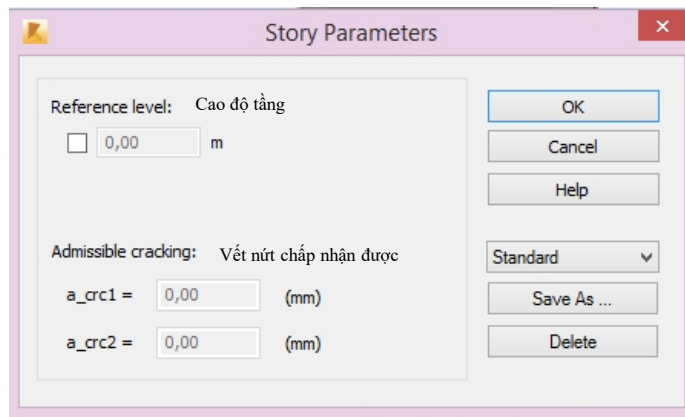 Story Parameters
Reference level: Cao độ tầng
0,00 m
Admissible cracking: Vết nứt chấp nhận được
a_crc1 = 0,00 (mm)
a_crc2 = 0,00 (mm)
OK
Cancel
Help
Standard
Save As ...
Delete